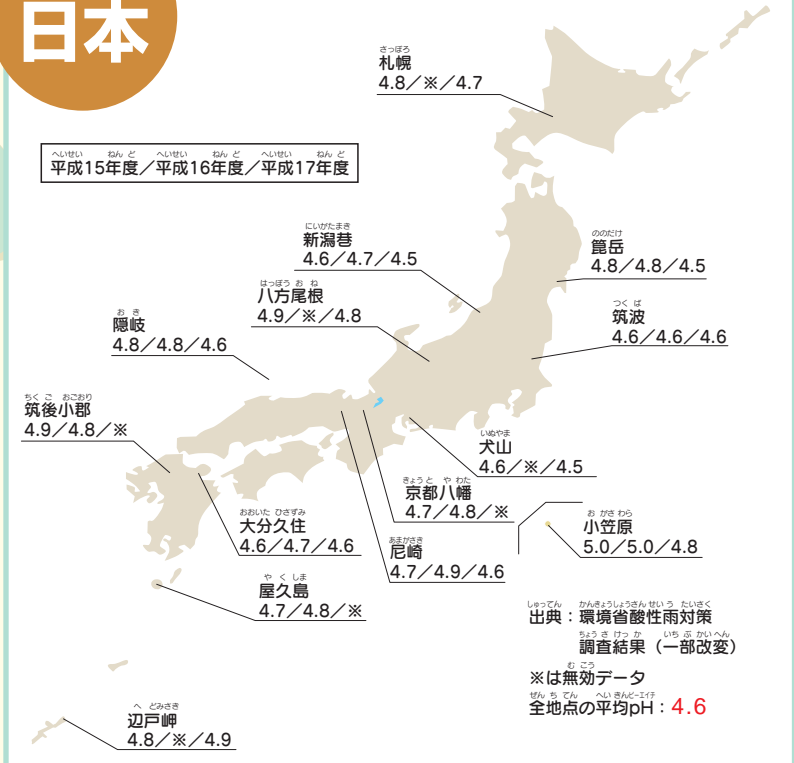 日本
さっぽろ
札幌
4.8／※／4.7
へいせい ねんど へいせい ねんど へいせい ねんど
平成15年度／平成16年度／平成17年度
にいがたまき
新潟巻
4.6／4.7／4.5
ののだけ
箟岳
4.8／4.8／4.5
はっぽう お ね
八方尾根
4.9／※／4.8
つく ば
筑波
4.6／4.6／4.6
お き
隠岐
4.8／4.8／4.6
ちく ご おごおり
筑後小郡
4.9／4.8／※
いぬやま
犬山
4.6／※／4.5
きょうと や わた
京都八幡
4.7／4.8／※
おおいた ひさずみ
大分久住
4.6／4.7／4.6
お がさ わら
小笠原
5.0／5.0／4.8
あまがさき
尼崎
4.7／4.9／4.6
や く しま
屋久島
4.7／4.8／※
しゅってん かんきょうしょうさん せい う たいさく
出典：環境省酸性雨対策
ちょう さ けっ か いち ぶ かい へん
調査結果（一部改変）
む こう
※は無効データ
ぜん ち てん へい きんピーエイチ
全地点の平均pH：4.6
へ どみさき
辺戸岬
4.8／※／4.9